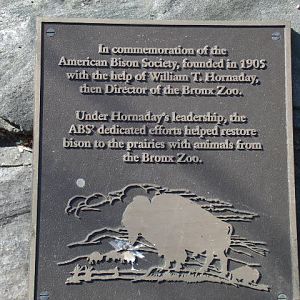 In commemoration of the
American Bison Society, founded in 1905
with the help of William T. Hornaday,
then Director of the Bronx Zoo.
Under Hornaday's leadership, the
ABS' dedicated efforts helped restore
bison to the prairies with animals from
the Bronx Zoo.